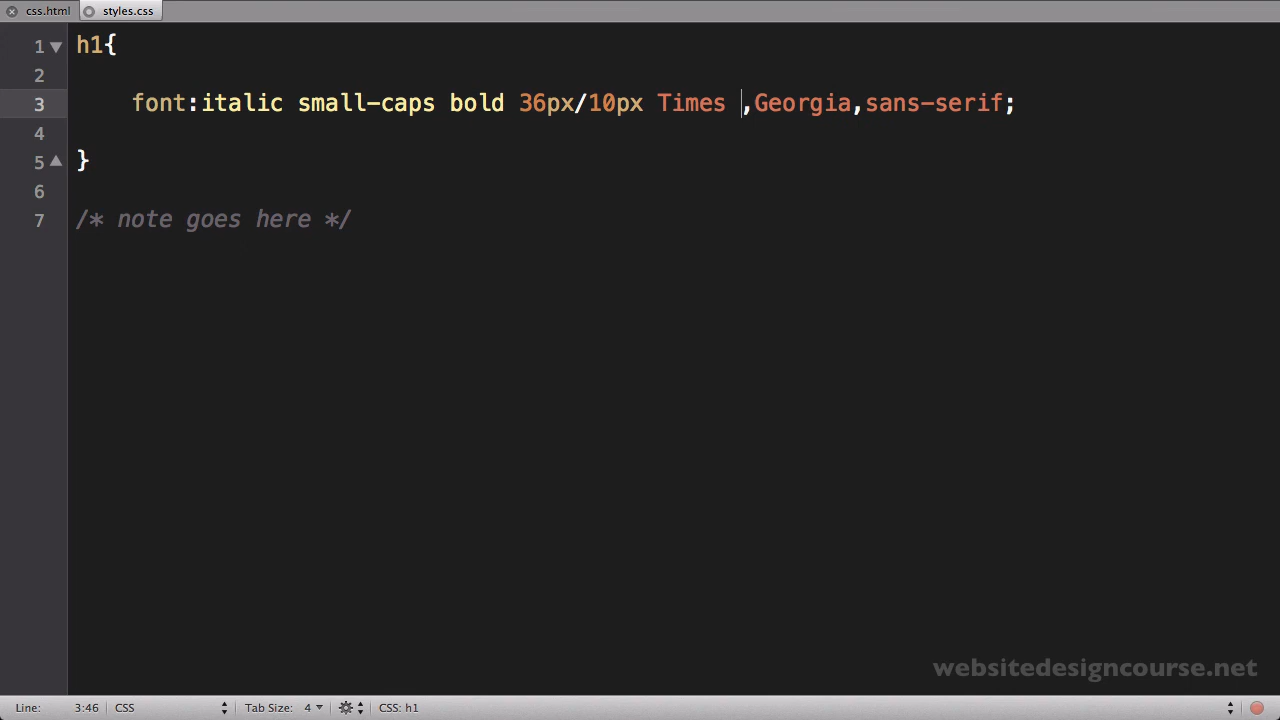 css.html styles.css
1 h1{
2
3 font:italic small-caps bold 36px/10px Times ,Georgia,sans-serif;
4
5 }
6
7 /* note goes here */
websitedesigncourse.net
Line: 3:46 CSS Tab Size: 4 CSS: h1